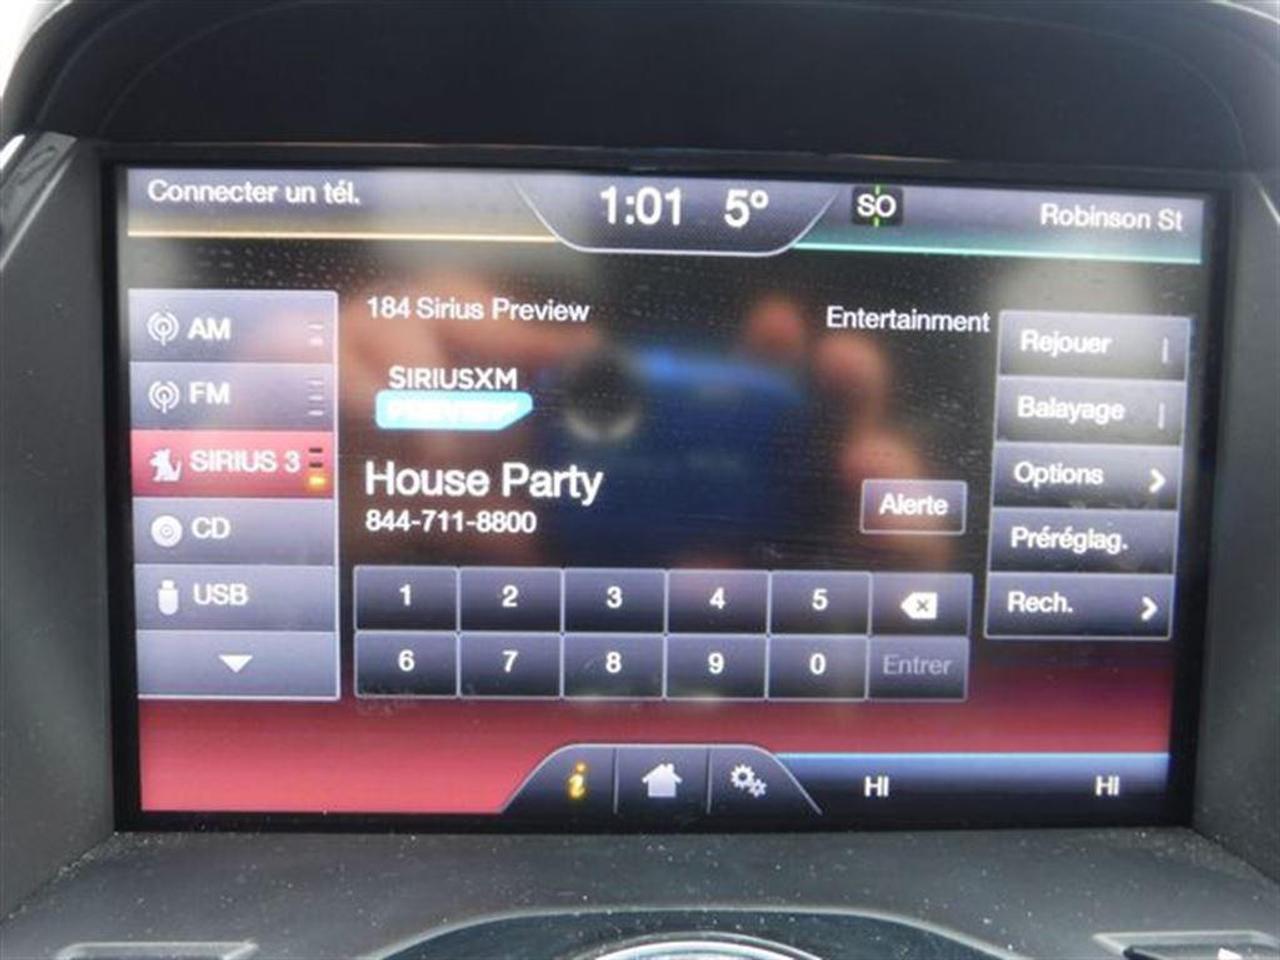 Connecter un tél.
1:01 5°
SO
Robinson St
AM
FM
SIRIUS 3
CD
USB
184 Sirius Preview
Entertainment
SIRIUSXM
House Party
844-711-8800
Alerte
1 2 3 4 5
6 7 8 9 0 Entrer
Rejouer
Balayage
Options
Préréglag.
Rech.
HI
HI